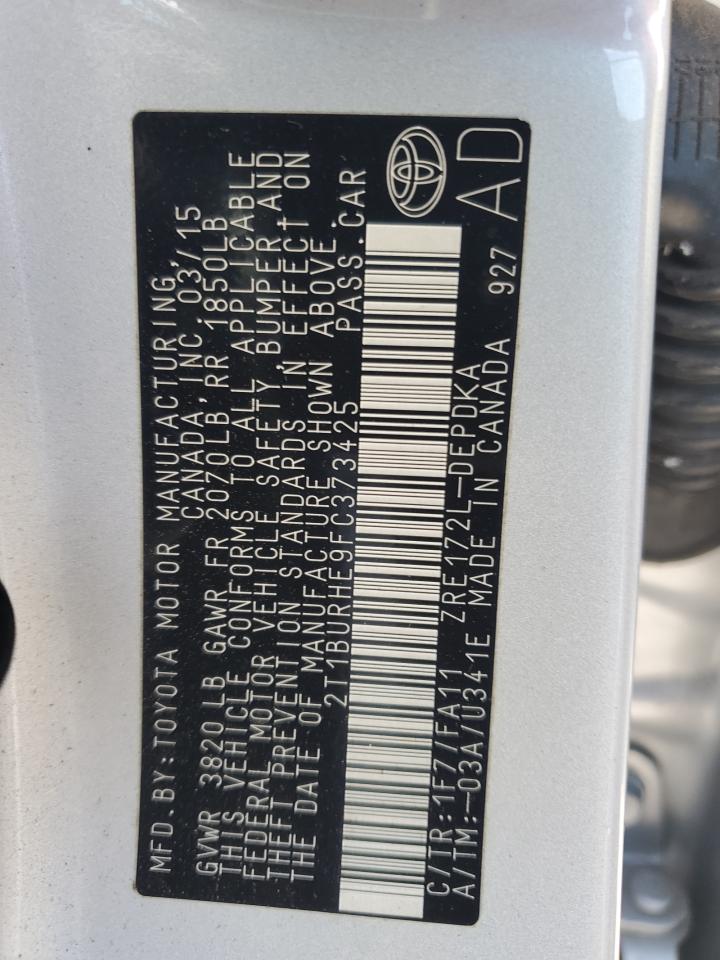 MFD.BY:TOYOTA MOTOR MANUFACTURING,
CANADA,INC.03/15
GVWR 3820 LB GAWR FR 2070LB,RR 1850LB
THIS VEHICLE CONFORMS TO ALL APPLICABLE
FEDERAL MOTOR VEHICLE SAFETY,BUMPER AND
THEFT PREVENTION STANDARDS IN EFFECT ON
THE DATE OF MANUFACTURE SHOWN ABOVE.
2T1BURHE9FC373425 PASS.CAR
C/TR:1F7/FA11 ZRE172L-DEPDKA
A/TM:-03A/U341E MADE IN CANADA 927
AD